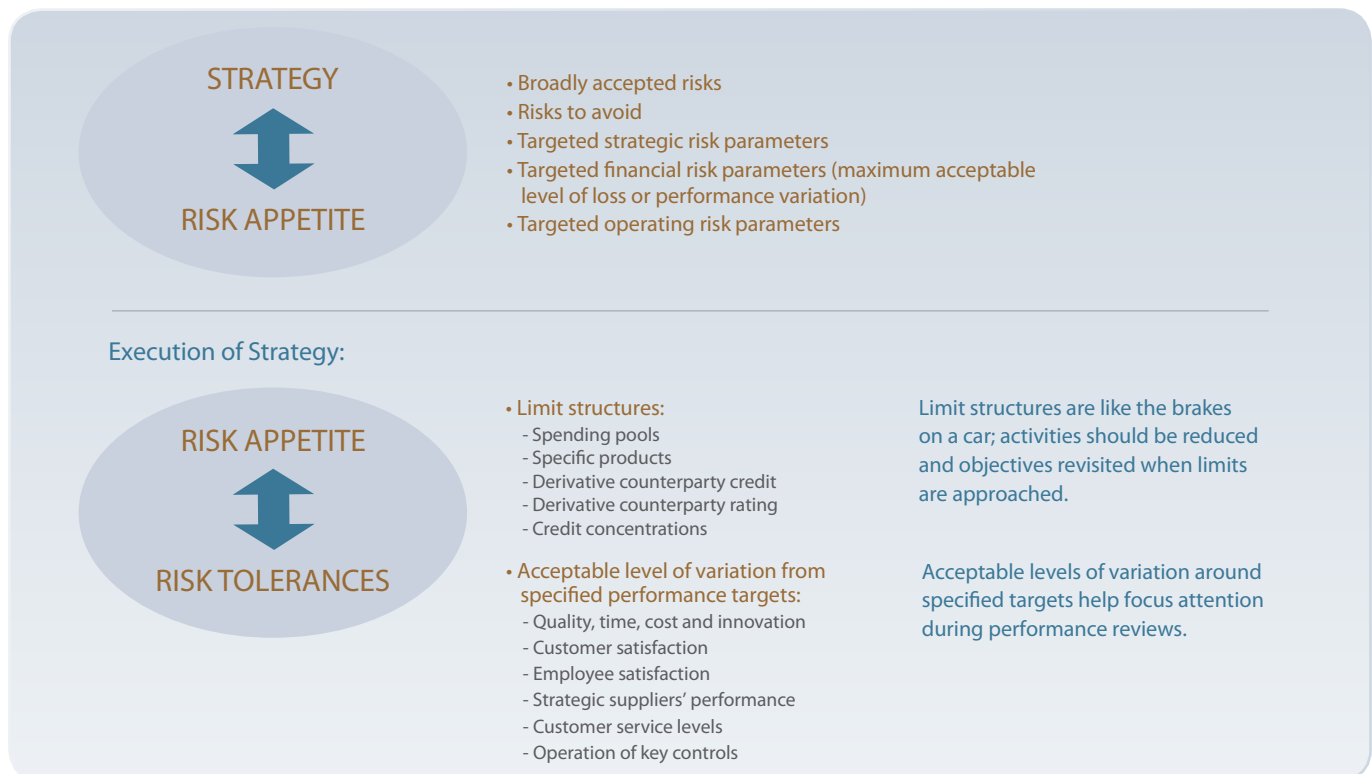 STRATEGY
RISK APPETITE
• Broadly accepted risks
• Risks to avoid
• Targeted strategic risk parameters
• Targeted financial risk parameters (maximum acceptable
level of loss or performance variation)
• Targeted operating risk parameters
Execution of Strategy:
RISK APPETITE
RISK TOLERANCES
• Limit structures:
- Spending pools
- Specific products
- Derivative counterparty credit
- Derivative counterparty rating
- Credit concentrations
Limit structures are like the brakes
on a car; activities should be reduced
and objectives revisited when limits
are approached.
• Acceptable level of variation from
specified performance targets:
- Quality, time, cost and innovation
- Customer satisfaction
- Employee satisfaction
- Strategic suppliers’ performance
- Customer service levels
- Operation of key controls
Acceptable levels of variation around
specified targets help focus attention
during performance reviews.